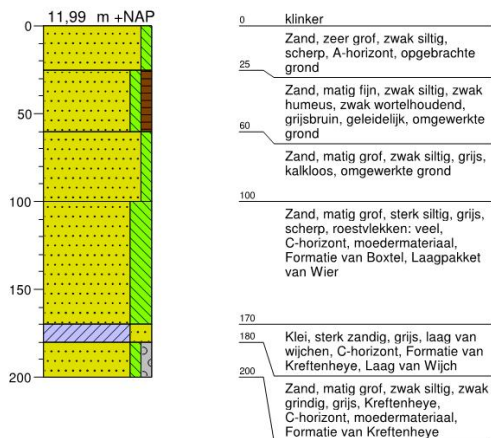 11,99 m +NAP
0
50
100
150
200
0 klinker
Zand, zeer grof, zwak siltig,
scherp, A-horizont, opgebrachte
grond
25
Zand, matig fijn, zwak siltig, zwak
humeus, zwak wortelhoudend,
grijsbruin, geleidelijk, omgewerkte
grond
60
Zand, matig grof, zwak siltig, grijs,
kalkloos, omgewerkte grond
100
Zand, matig grof, sterk siltig, grijs,
scherp, roestvlekken: veel,
C-horizont, moedermateriaal,
Formatie van Boxtel, Laagpakket
van Wier
170
180
Klei, sterk zandig, grijs, laag van
wijchen, C-horizont, Formatie van
Kreftenheye, Laag van Wijch
200
Zand, matig grof, zwak siltig, zwak
grindig, grijs, Kreftenheye,
C-horizont, moedermateriaal,
Formatie van Kreftenheye